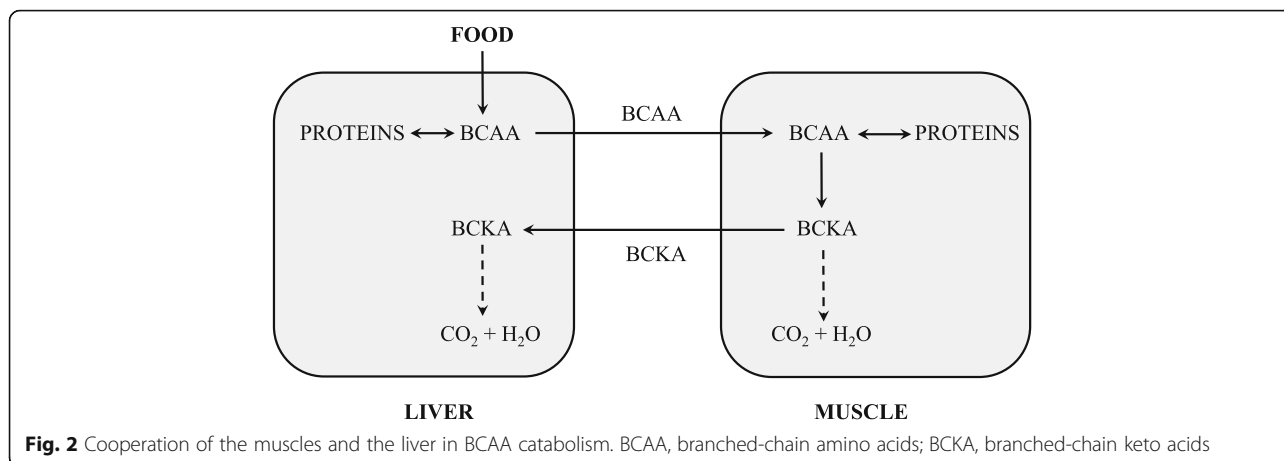 FOOD
BCAA
PROTEINS BCAA BCAA PROTEINS
BCKA BCKA
BCKA
CO₂ + H₂O CO₂ + H₂O
LIVER MUSCLE
Fig. 2 Cooperation of the muscles and the liver in BCAA catabolism. BCAA, branched-chain amino acids; BCKA, branched-chain keto acids